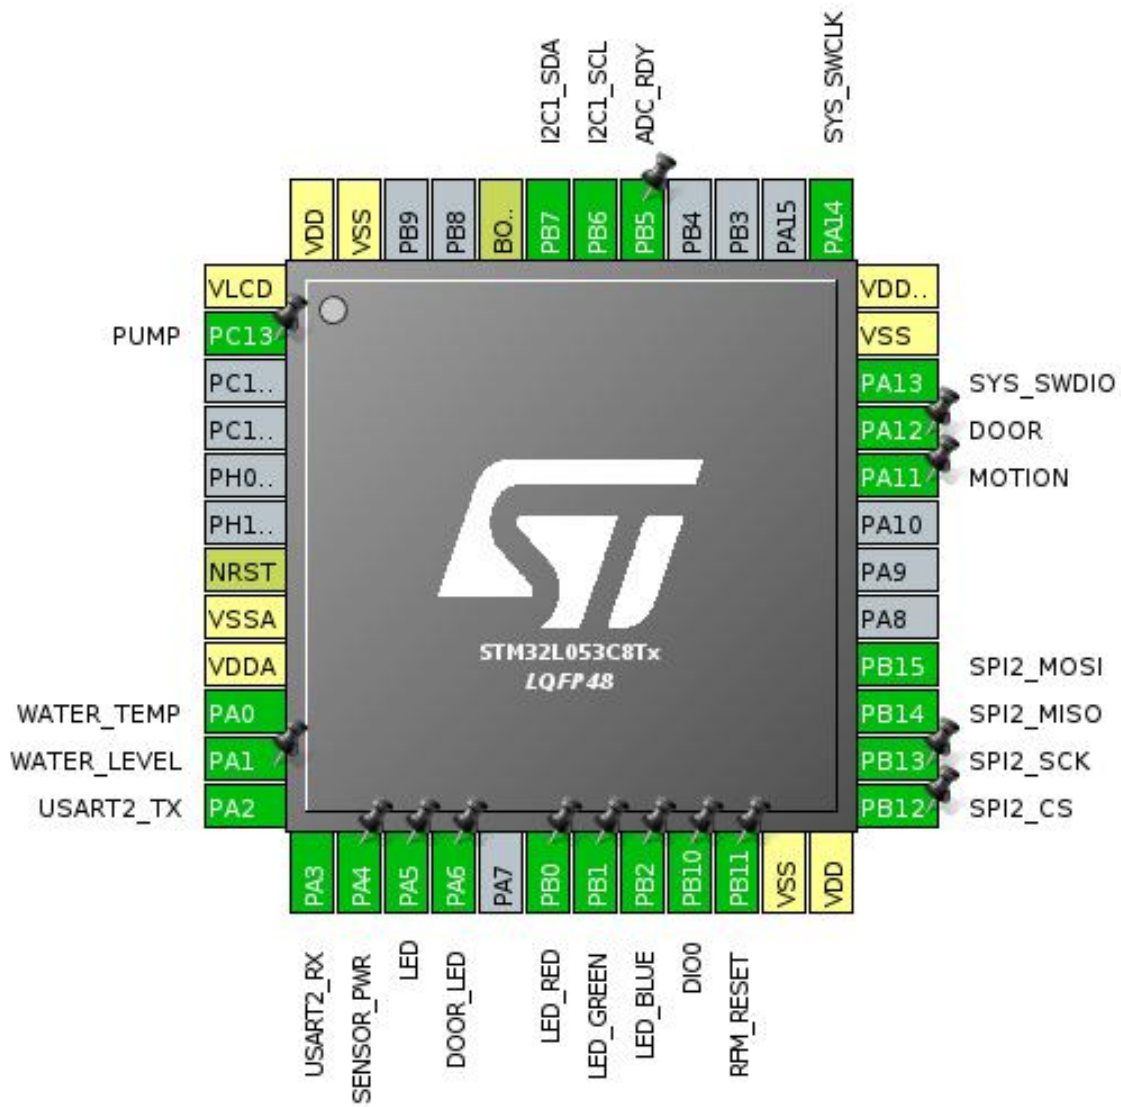 I2C1_SDA
I2C1_SCL
ADC_RDY
SYS_SWCLK
VDD
VSS
PB9
PB8
BO..
PB7
PB6
PB5
PB4
PB3
PA15
PA14
VLCD
PUMP PC13
PC1..
PC1..
PH0..
PH1..
NRST
VSSA
VDDA
WATER_TEMP PA0
WATER_LEVEL PA1
USART2_TX PA2
STM32L053C8Tx
LQFP48
VDD..
VSS
PA13 SYS_SWDIO
PA12 DOOR
PA11 MOTION
PA10
PA9
PA8
PB15 SPI2_MOSI
PB14 SPI2_MISO
PB13 SPI2_SCK
PB12 SPI2_CS
PA3
PA4
PA5
PA6
PA7
PB0
PB1
PB2
PB10
PB11
VSS
VDD
USART2_RX
SENSOR_PWR
LED
DOOR_LED
LED_RED
LED_GREEN
LED_BLUE
DIO0
RFM_RESET